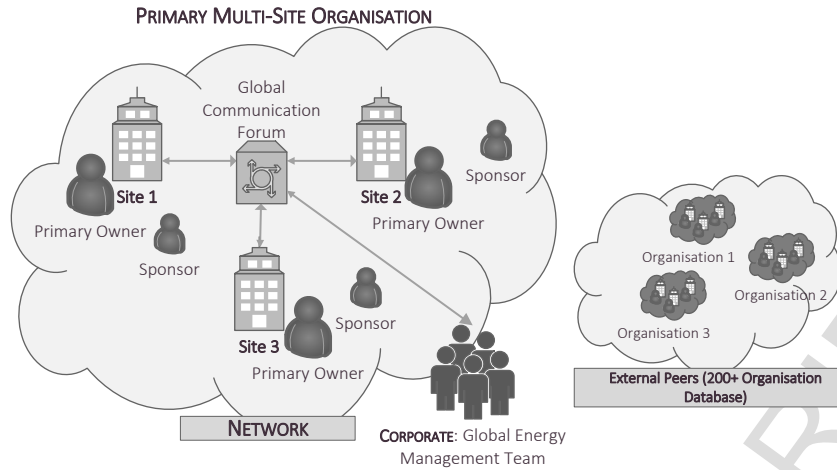 PRIMARY MULTI-SITE ORGANISATION
Global
Communication
Forum
Site 1
Primary Owner
Sponsor
Site 2
Primary Owner
Sponsor
Site 3
Primary Owner
Sponsor
NETWORK
CORPORATE: Global Energy
Management Team
Organisation 1
Organisation 2
Organisation 3
External Peers (200+ Organisation
Database)